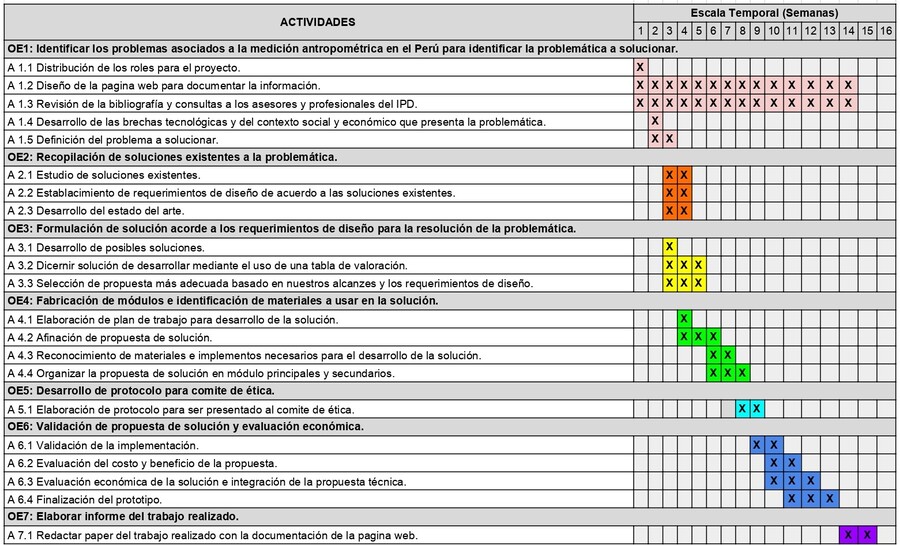 ACTIVIDADES
Escala Temporal (Semanas)
1 2 3 4 5 6 7 8 9 10 11 12 13 14 15 16
OE1: Identificar los problemas asociados a la medición antropométrica en el Perú para identificar la problemática a solucionar.
A 1.1 Distribución de los roles para el proyecto. X
A 1.2 Diseño de la pagina web para documentar la información. X X X X X X X X X X X X X X
A 1.3 Revisión de la bibliografía y consultas a los asesores y profesionales del IPD. X X X X X X X X X X X X X X
A 1.4 Desarrollo de las brechas tecnológicas y del contexto social y económico que presenta la problemática. X
A 1.5 Definición del problema a solucionar. X X
OE2: Recopilación de soluciones existentes a la problemática.
A 2.1 Estudio de soluciones existentes. X X
A 2.2 Establacimiento de requerimientos de diseño de acuerdo a las soluciones existentes. X X
A 2.3 Desarrollo del estado del arte. X X
OE3: Formulación de solución acorde a los requerimientos de diseño para la resolución de la problemática.
A 3.1 Desarrollo de posibles soluciones. X
A 3.2 Dicernir solución de desarrollar mediante el uso de una tabla de valoración. X X X
A 3.3 Selección de propuesta más adecuada basado en nuestros alcances y los requerimientos de diseño. X X X
OE4: Fabricación de módulos e identificación de materiales a usar en la solución.
A 4.1 Elaboración de plan de trabajo para desarrollo de la solución. X
A 4.2 Afinación de propuesta de solución. X X X
A 4.3 Reconocimiento de materiales e implementos necesarios para el desarrollo de la solución. X X
A 4.4 Organizar la propuesta de solución en módulo principales y secundarios. X X X
OE5: Desarrollo de protocolo para comite de ética.
A 5.1 Elaboración de protocolo para ser presentado al comite de ética. X X
OE6: Validación de propuesta de solución y evaluación económica.
A 6.1 Validación de la implementación. X X
A 6.2 Evaluación del costo y beneficio de la propuesta. X X
A 6.3 Evaluación económica de la solución e integración de la propuesta técnica. X X X
A 6.4 Finalización del prototipo. X X X
OE7: Elaborar informe del trabajo realizado.
A 7.1 Redactar paper del trabajo realizado con la documentación de la pagina web. X X